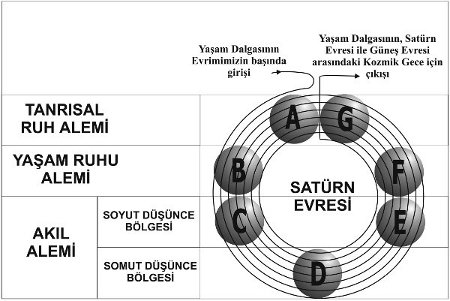 Yaşam Dalgasının
Evrimimizin başında
girişi
Yaşam Dalgasının, Satürn
Evresi ile Güneş Evresi
arasındaki Kozmik Gece için
çıkışı
TANRISAL
RUH ALEMİ
A G
YAŞAM RUHU
ALEMİ
B F
SATÜRN
EVRESİ
AKIL
ALEMİ
SOYUT DÜŞÜNCE
BÖLGESİ
C E
SOMUT DÜŞÜNCE
BÖLGESİ
D